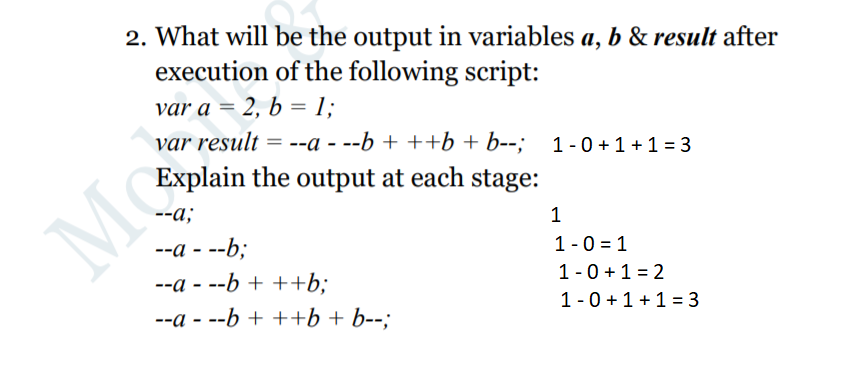 Mobile &
2. What will be the output in variables a, b & result after
execution of the following script:
var a = 2, b = 1;
var result = --a - --b + ++b + b--; 1 - 0 + 1 + 1 = 3
Explain the output at each stage:
--a; 1
--a - --b; 1 - 0 = 1
--a - --b + ++b; 1 - 0 + 1 = 2
--a - --b + ++b + b--; 1 - 0 + 1 + 1 = 3